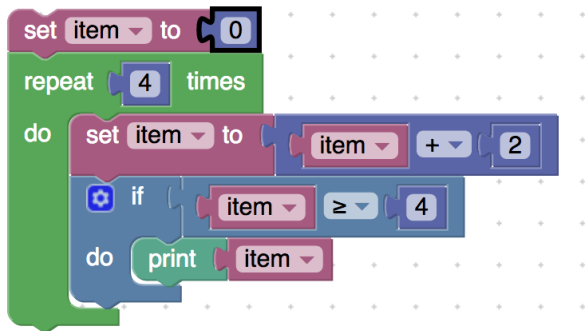 set item to 0
repeat 4 times
do set item to item + 2
if item ≥ 4
do print item